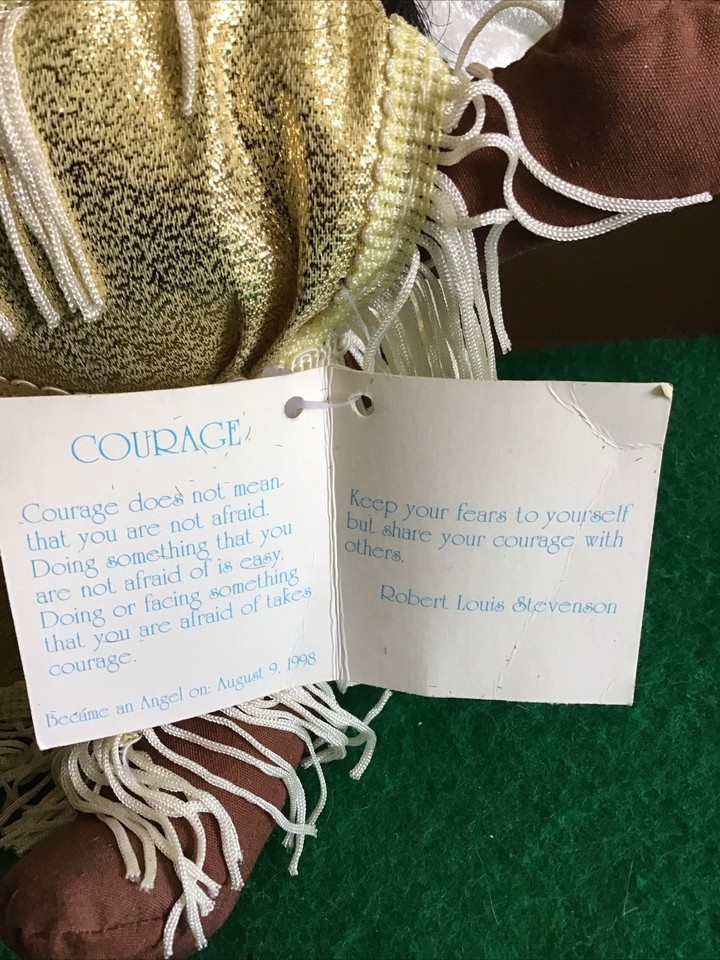 COURAGE
Courage does not mean
that you are not afraid.
Doing something that you
are not afraid of is easy.
Doing or facing something
that you are afraid of takes
courage.
Became an Angel on: August 9, 1998
Keep your fears to yourself
but share your courage with
others.
Robert Louis Stevenson